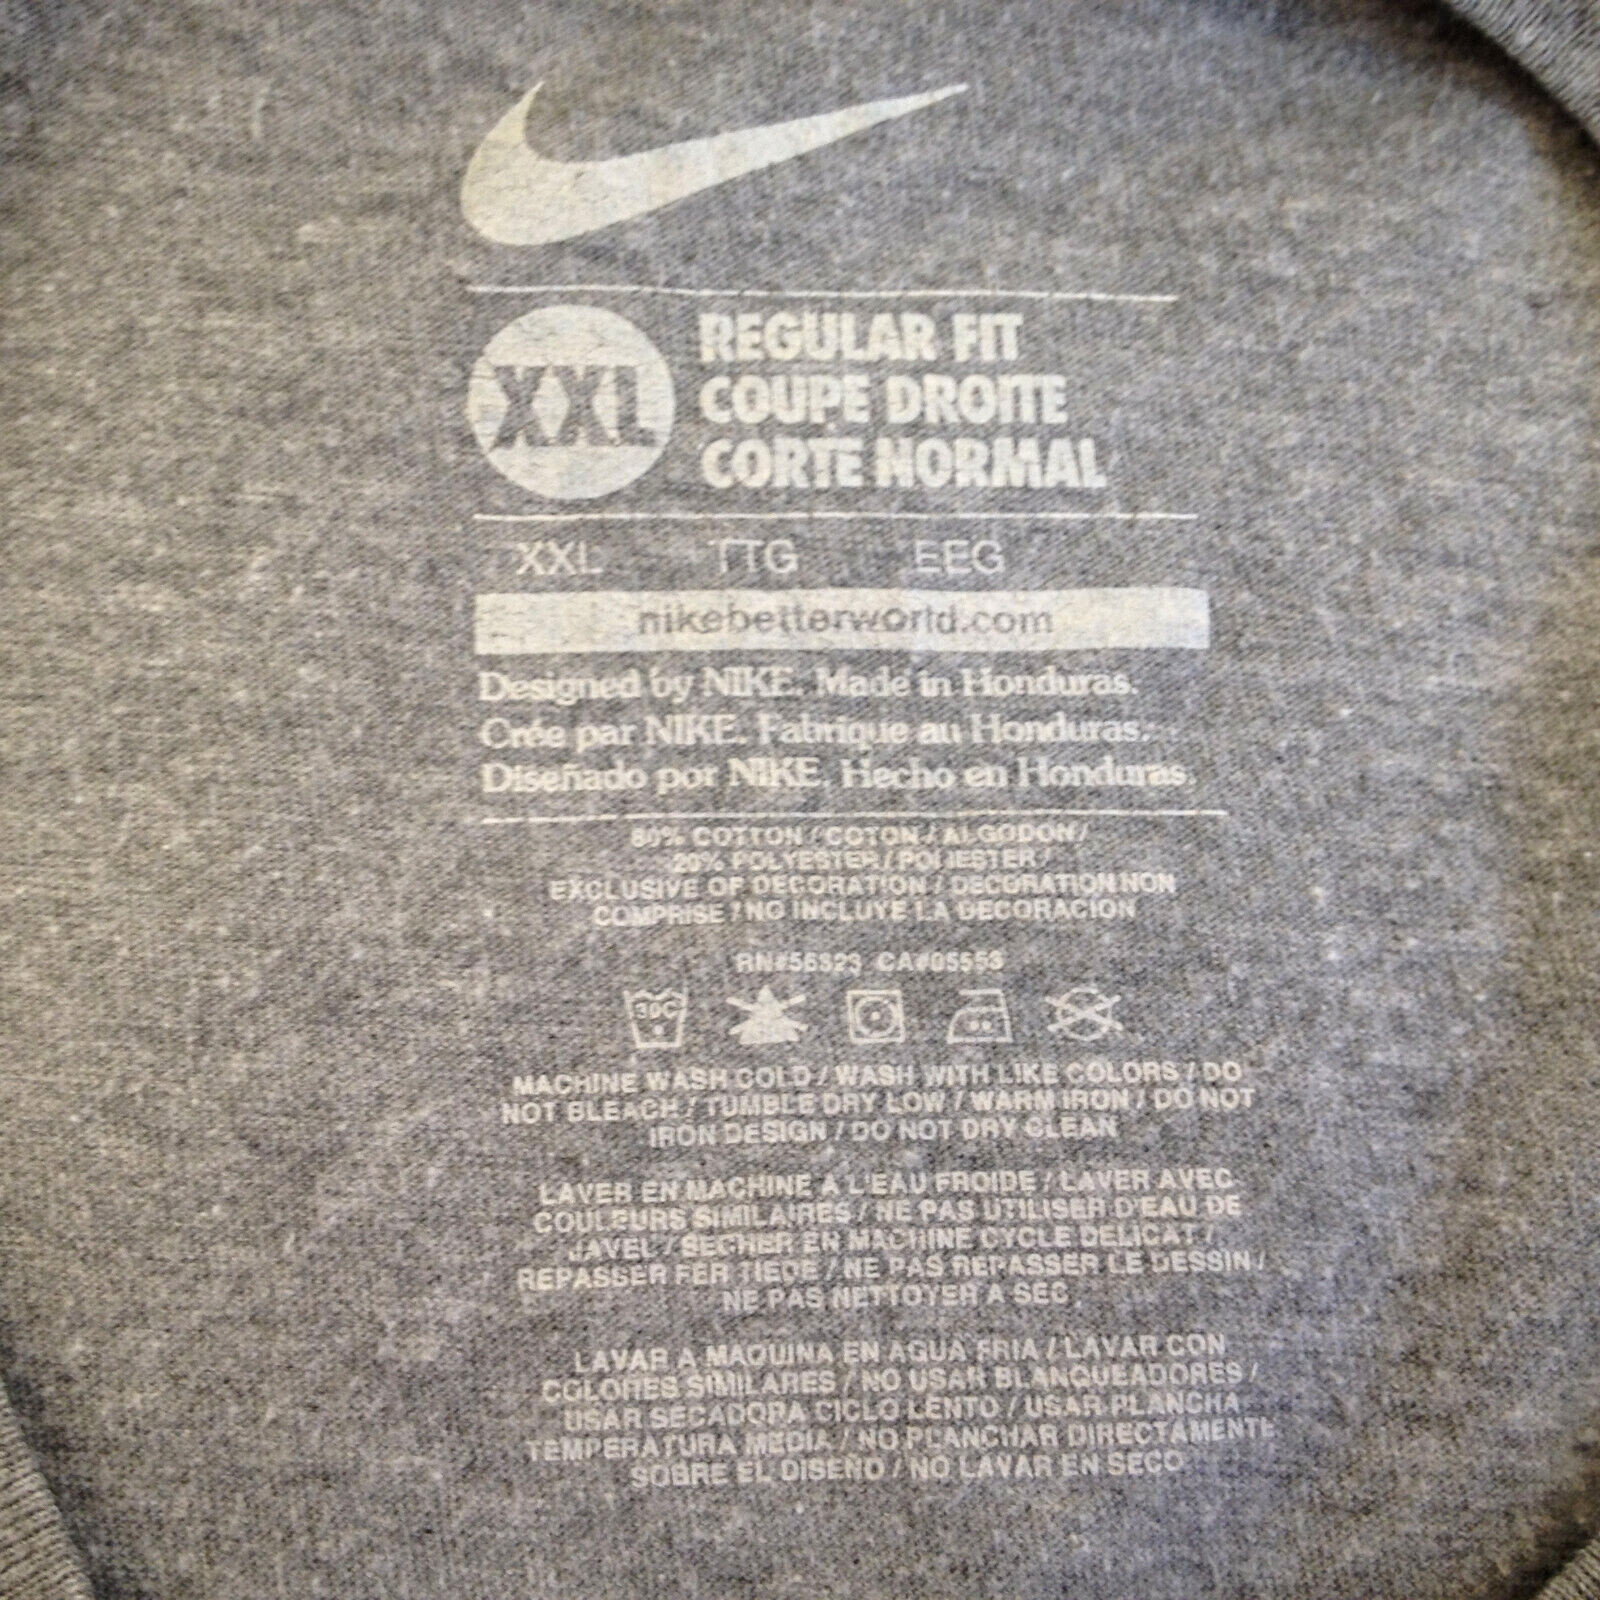 XXL
REGULAR FIT
COUPE DROITE
CORTE NORMAL
XXL TTG EEG
nikebetterworld.com
Designed by NIKE. Made in Honduras.
Crée par NIKE. Fabrique au Honduras.
Diseñado por NIKE. Hecho en Honduras.
80% COTTON / COTON / ALGODON /
20% POLYESTER / POLIESTER /
EXCLUSIVE OF DECORATION / DECORATION NON
COMPRISE / NO INCLUYE LA DECORACION
RN#56323 CA#05553
30C
MACHINE WASH COLD / WASH WITH LIKE COLORS / DO
NOT BLEACH / TUMBLE DRY LOW / WARM IRON / DO NOT
IRON DESIGN / DO NOT DRY CLEAN
LAVER EN MACHINE A L'EAU FROIDE / LAVER AVEC
COULEURS SIMILAIRES / NE PAS UTILISER D'EAU DE
JAVEL / SECHER EN MACHINE CYCLE DELICAT /
REPASSER FER TIEDE / NE PAS REPASSER LE DESSIN /
NE PAS NETTOYER A SEC
LAVAR A MAQUINA EN AGUA FRIA / LAVAR CON
COLORES SIMILARES / NO USAR BLANQUEADORES /
USAR SECADORA CICLO LENTO / USAR PLANCHA
TEMPERATURA MEDIA / NO PLANCHAR DIRECTAMENTE
SOBRE EL DISENO / NO LAVAR EN SECO